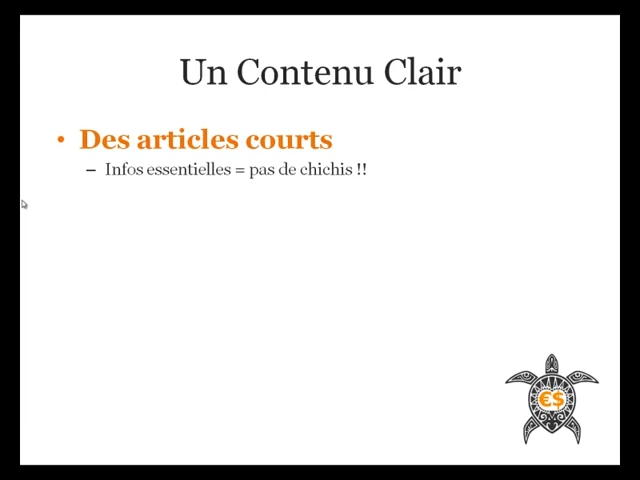 Un Contenu Clair
• Des articles courts
– Infos essentielles = pas de chichis !!
€$